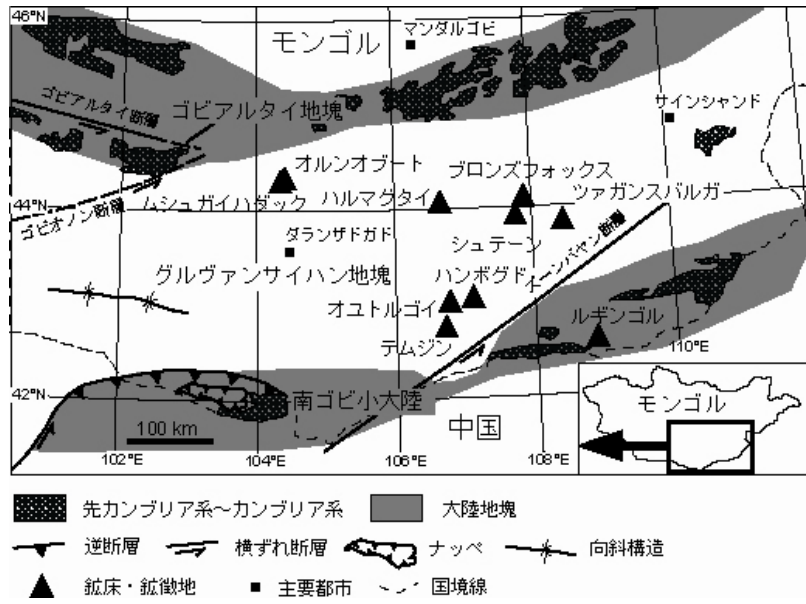 46°N
モンゴル
マンダルゴビ
ゴビアルタイ断層
ゴビアルタイ地塊
サインシャンド
オルンオブート
ブロンズフォックス
ムシュガイハダック
ハルマグタイ
ツァガンスバルガ
44°N
ゴビオノン断層
シュテーン
ダランザドガド
グルヴァンサイハン地塊
ハンボグド
イーンバヤン断層
オユトルゴイ
ルギンゴル
テムジン
110°E
42°N
南ゴビ小大陸
モンゴル
中国
100 km
102°E
104°E
106°E
108°E
先カンブリア系~カンブリア系
大陸地塊
逆断層
横ずれ断層
ナッペ
向斜構造
鉱床・鉱徴地
主要都市
国境線